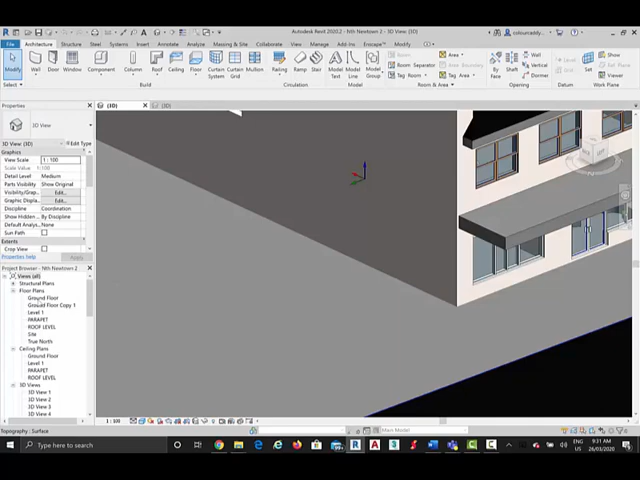 Autodesk Revit 2020.2 - Nth Newtown 2 (3D)
File Architecture Structure Steel Systems Insert Annotate Analyze Massing & Site Collaborate View Manage Add-Ins Enscape™ Modify
Modify Wall Door Window Component Column Roof Ceiling Floor Curtain System Curtain Grid Mullion Railing Ramp Stair Model Text Model Line Model Group
Room Separator
Tag Room
Area
Area Boundary
Tag Area
By Face Shaft
Wall
Vertical
Dormer
Set
Show
Viewer
Select Circulation Model Room & Area Opening Datum Work Plane
Properties
(3D) (3D)
3D View
3D View: (3D) Edit Type
Graphics
View Scale 1 : 100
Scale Value 1: 100
Detail Level Medium
Parts Visibility Show Original
Visibility/Grap... Edit...
Graphic Displa... Edit...
Discipline Coordination
Show Hidden ... By Discipline
Default Analys... None
Sun Path
Extents
Crop View
Properties help Apply
Project Browser - Nth Newtown 2
Views (all)
Structural Plans
Floor Plans
Ground Floor
Ground Floor Copy 1
Level 1
PARAPET
ROOF LEVEL
Site
True North
Ceiling Plans
Ground Floor
Level 1
PARAPET
ROOF LEVEL
3D Views
3D View 1
3D View 2
3D View 3
3D View 4
1 : 100
Topography : Surface
Main Model
Type here to search
ENG
US
9:31 AM
26/03/2020